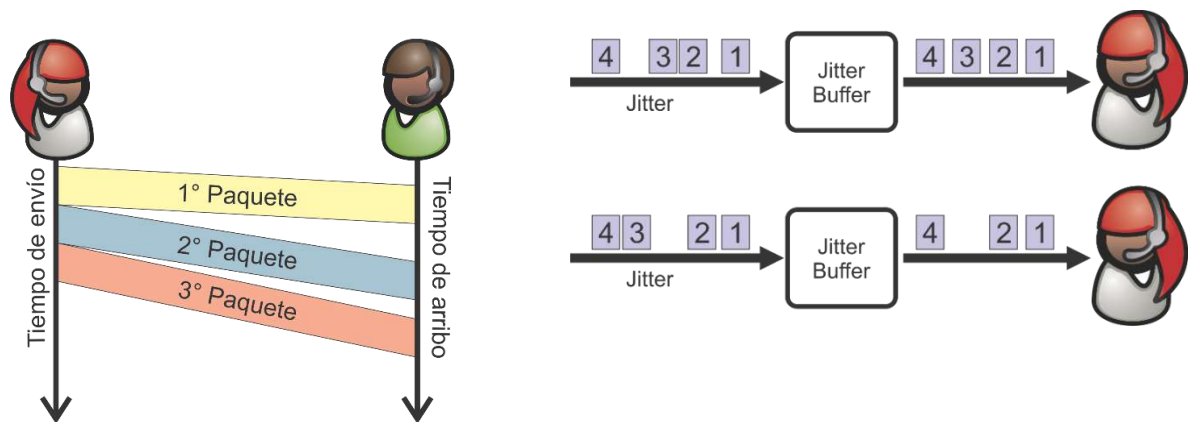 Tiempo de envío
1° Paquete
2° Paquete
3° Paquete
Tiempo de arribo
4 3 2 1
Jitter
Jitter
Buffer
4 3 2 1
4 3 2 1
Jitter
Jitter
Buffer
4 2 1